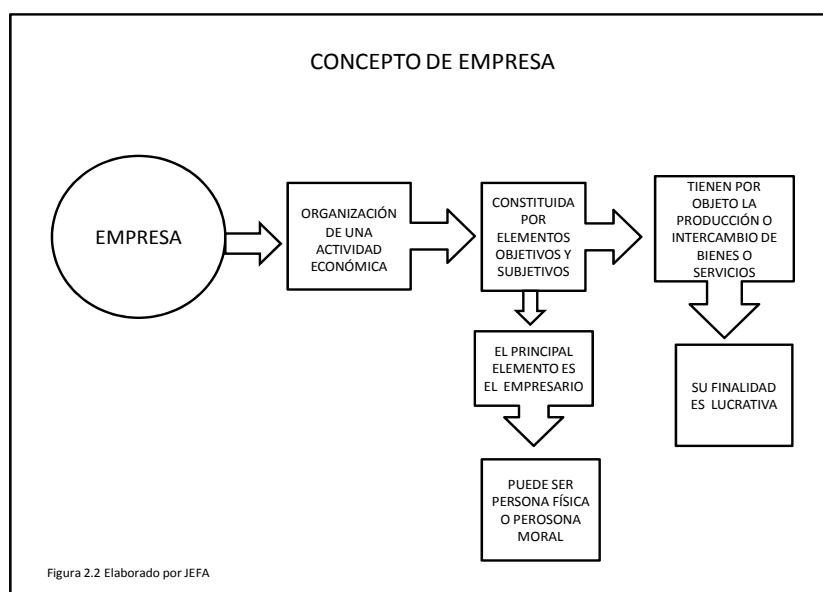 CONCEPTO DE EMPRESA
EMPRESA
ORGANIZACIÓN
DE UNA
ACTIVIDAD
ECONÓMICA
CONSTITUIDA
POR
ELEMENTOS
OBJETIVOS Y
SUBJETIVOS
TIENEN POR
OBJETO LA
PRODUCCIÓN O
INTERCAMBIO DE
BIENES O
SERVICIOS
EL PRINCIPAL
ELEMENTO ES
EL EMPRESARIO
SU FINALIDAD
ES LUCRATIVA
PUEDE SER
PERSONA FÍSICA
O PEROSONA
MORAL
Figura 2.2 Elaborado por JEFA